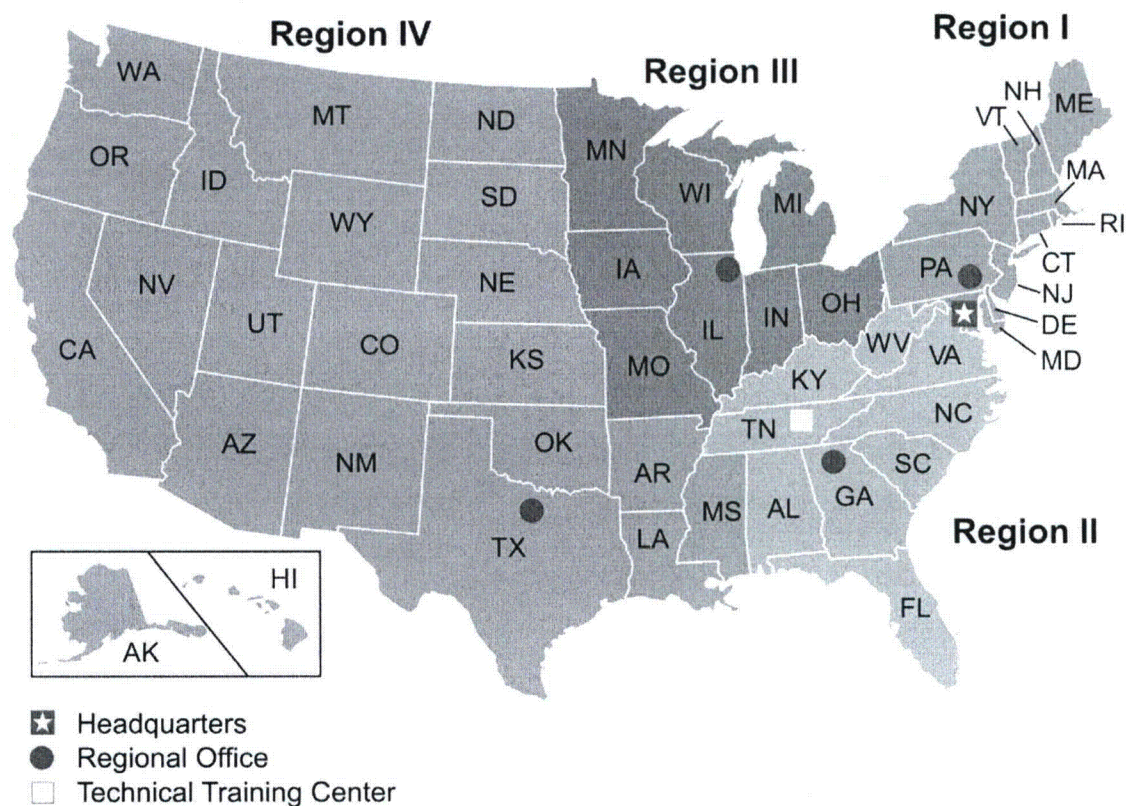 Region IV
Region I
Region III
WA
MT
ND
MN
NH
VT
ME
OR
ID
SD
WI
MI
MA
WY
NY
RI
IA
PA
CT
NV
NE
OH
NJ
UT
IL
IN
DE
CA
CO
KS
MO
WV
VA
MD
KY
AZ
NM
OK
TN
NC
AR
SC
MS
AL
GA
TX
LA
Region II
HI
FL
AK
Headquarters
Regional Office
Technical Training Center